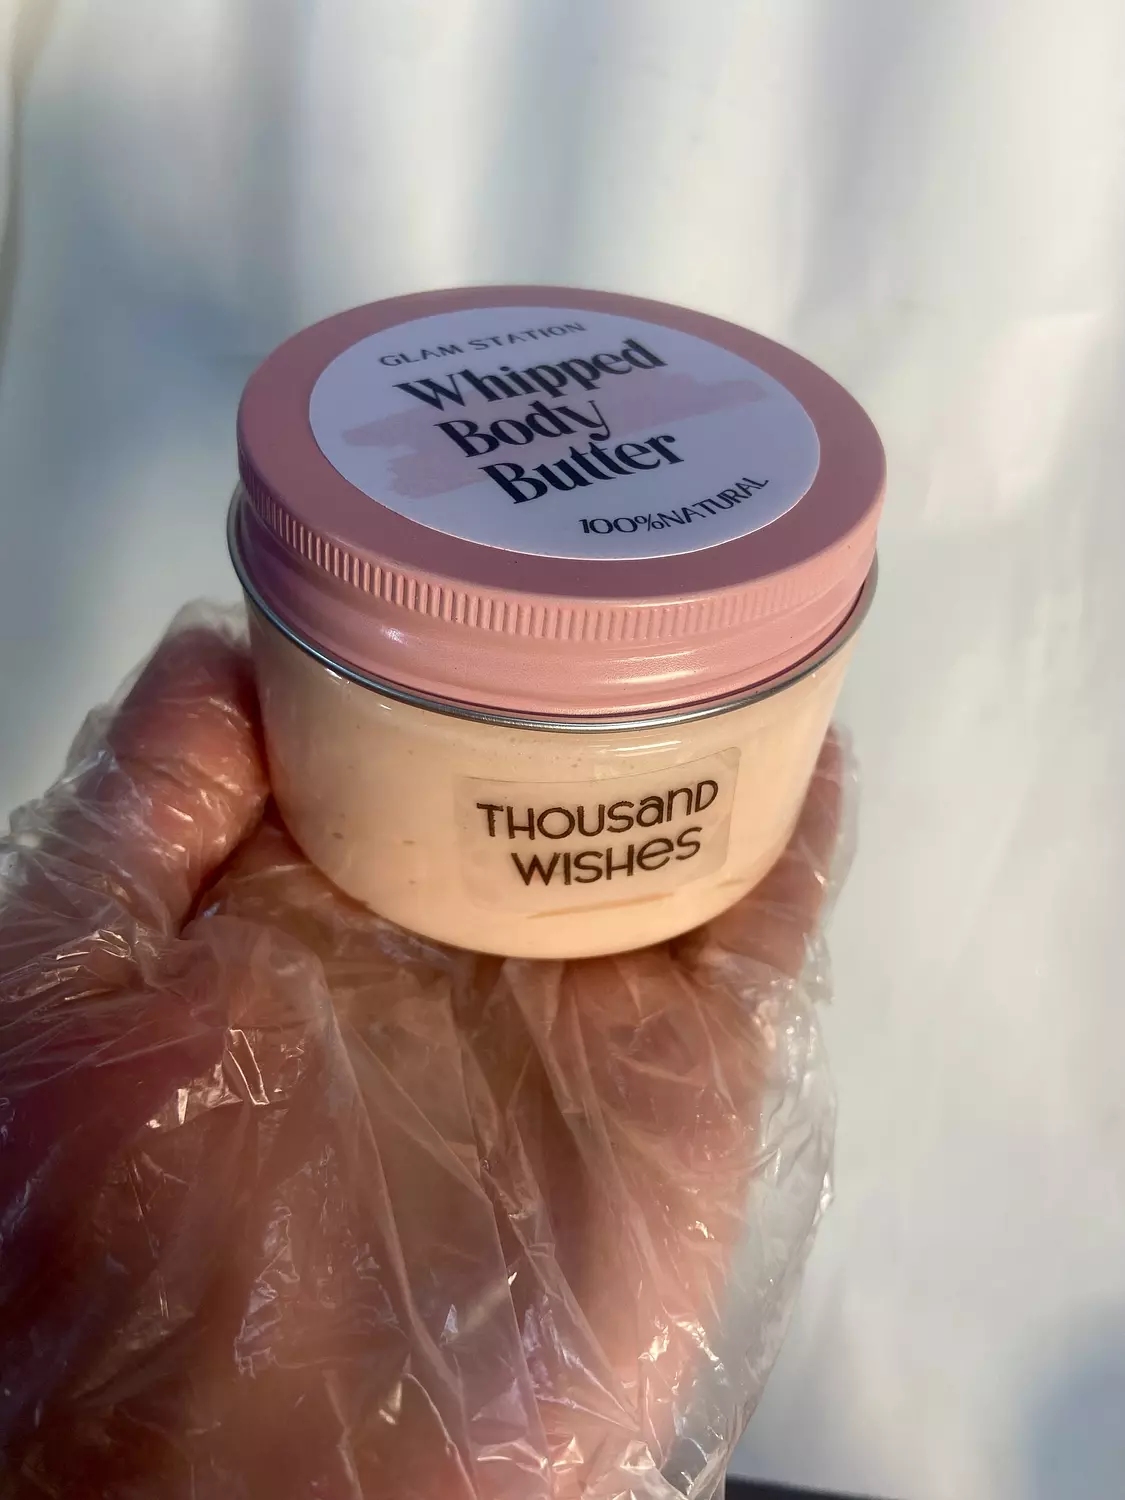 GLAM STATION
Whipped
Body
Butter
100%NATURAL
THOUSaND
WISHeS